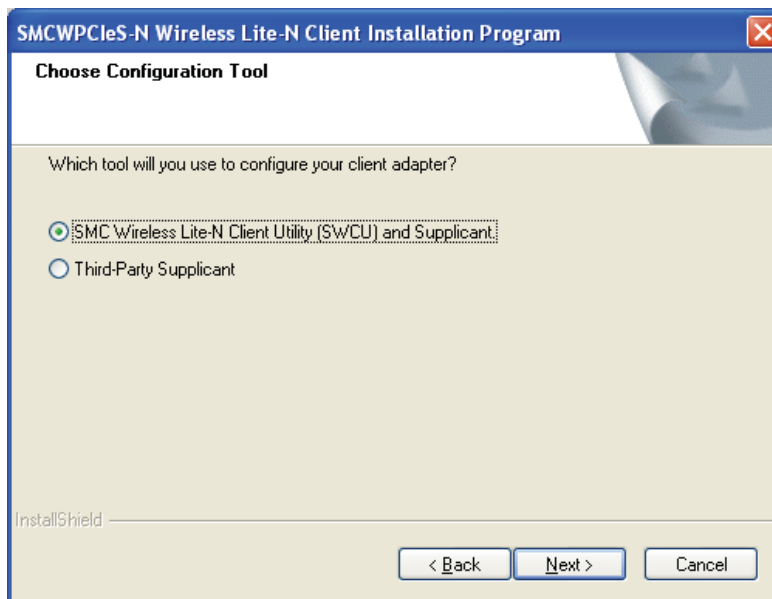 SMCWPCIeS-N Wireless Lite-N Client Installation Program
Choose Configuration Tool
Which tool will you use to configure your client adapter?
SMC Wireless Lite-N Client Utility (SWCU) and Supplicant.
Third-Party Supplicant
InstallShield
< Back
Next >
Cancel